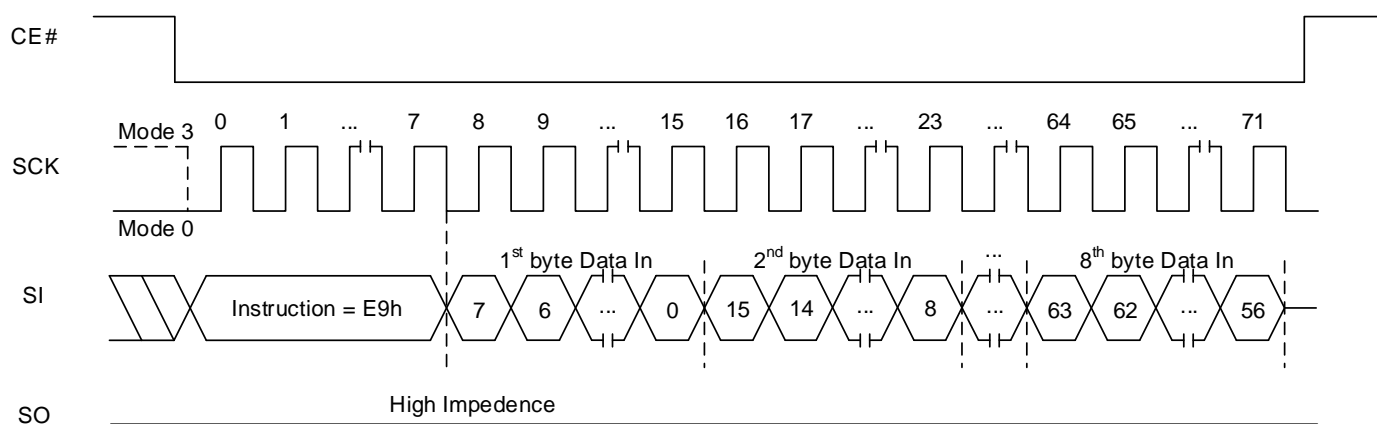 CE#
0 1 ... 7 8 9 ... 15 16 17 ... 23 ... 64 65 ... 71
Mode 3
SCK
Mode 0
1st byte Data In 2nd byte Data In ... 8th byte Data In
SI
Instruction = E9h 7 6 ... 0 15 14 ... 8 ... 63 62 ... 56
High Impedence
SO